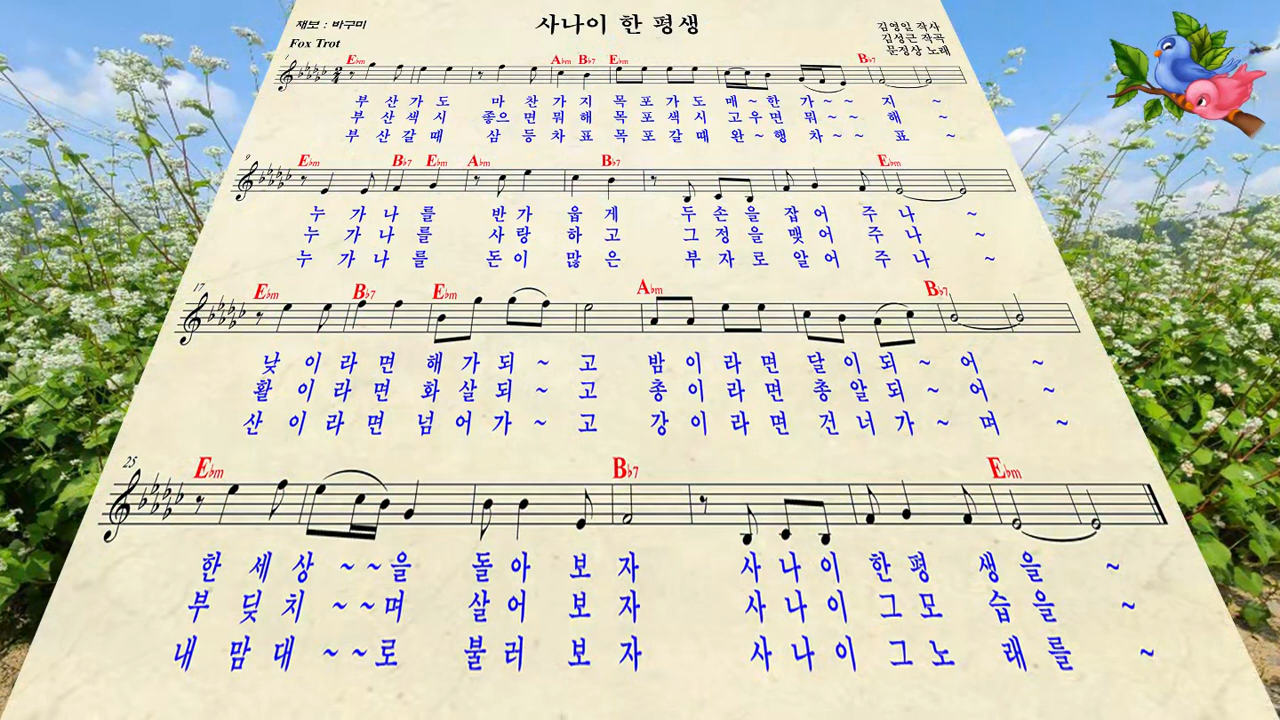 채보 : 바구미
사나이 한 평생
김영일 작사
김성근 작곡
문정상 노래
Fox Trot
E♭m A♭m B♭7 E♭m B♭7
부 산 가 도 마 찬 가 지 목 포 가 도 매 ~ 한 가 ~ ~ 지 ~
부 산 색 시 좋으 면 뭐 해 목 포 색 시 고우 면 뭐 ~ ~ 해 ~
부 산 갈 때 삼 등 차 표 목 포 갈 때 완 ~ 행 차 ~ ~ 표 ~
9
E♭m B♭7 E♭m A♭m B♭7 E♭m
누 가 나 를 반 가 웁 게 두 손 을 잡 어 주 나 ~
누 가 나 를 사 랑 하 고 그 정 을 맺 어 주 나 ~
누 가 나 를 돈 이 많 은 부 자 로 알 어 주 나 ~
17
E♭m B♭7 E♭m A♭m B♭7
낮 이 라 면 해 가 되 ~ 고 밤 이 라 면 달 이 되 ~ 어 ~
활 이 라 면 화 살 되 ~ 고 총 이 라 면 총 알 되 ~ 어 ~
산 이 라 면 넘 어 가 ~ 고 강 이 라 면 건 너 가 ~ 며 ~
25
E♭m B♭7 E♭m
한 세 상 ~ ~ 을 돌 아 보 자 사 나 이 한 평 생 을 ~
부 딪 치 ~ ~ 며 살 어 보 자 사 나 이 그 모 습 을 ~
내 맘 대 ~ ~ 로 불 러 보 자 사 나 이 그 노 래 를 ~